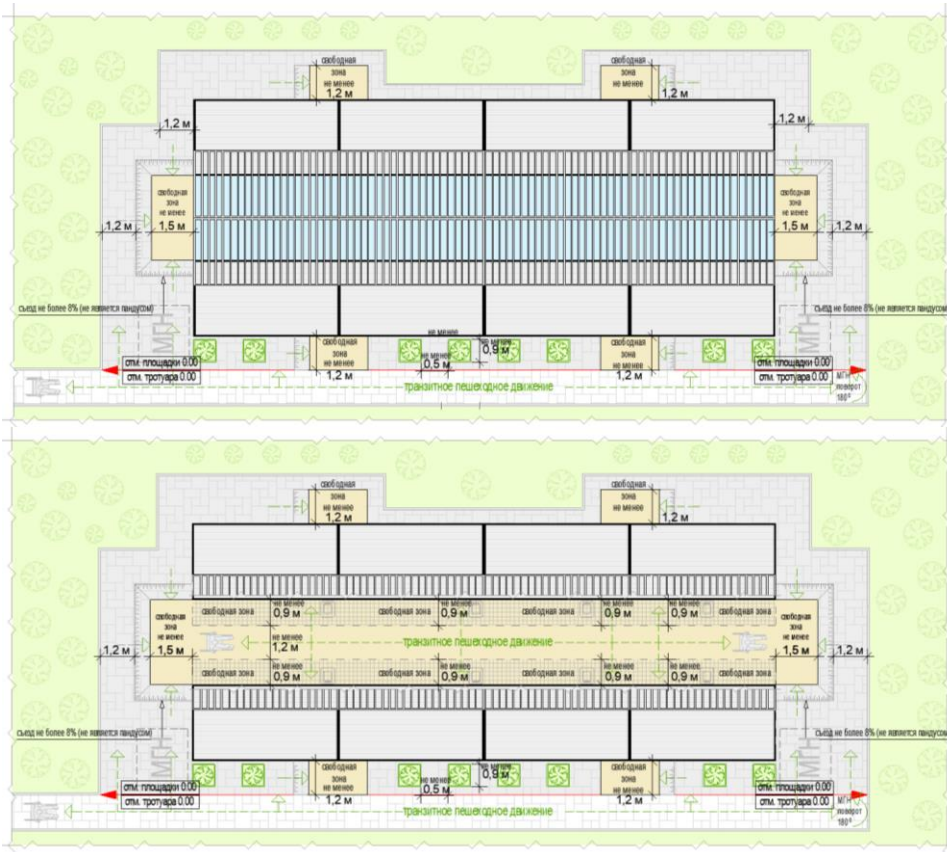 свободная
зона
не менее
1,2 м
свободная
зона
не менее
1,2 м
1,2 м
1,2 м
свободная
зона
не менее
1,5 м
1,2 м
свободная
зона
не менее
1,5 м
1,2 м
съезд не более 8% (не является пандусом)
съезд не более 8% (не является пандусом)
МГН
МГН
свободная
зона
не менее
1,2 м
не менее
0,9 м
не менее
0.5 м
свободная
зона
не менее
1,2 м
отм. площадки 0.00
отм. тротуара 0.00
отм. площадки 0.00
отм. тротуара 0.00
транзитное пешеходное движение
МГН
поворот
180°
свободная
зона
не менее
1,2 м
свободная
зона
не менее
1,2 м
свободная зона
не менее
0,9 м
свободная зона
не менее
0,9 м
свободная зона
не менее
0,9 м
не менее
0,9 м
свободная зона
свободная
зона
не менее
1,5 м
1,2 м
не менее
1,2 м
транзитное пешеходное движение
свободная
зона
не менее
1,5 м
1,2 м
свободная зона
не менее
0,9 м
свободная зона
не менее
0,9 м
свободная зона
не менее
0,9 м
не менее
0,9 м
свободная зона
съезд не более 8% (не является пандусом)
съезд не более 8% (не является пандусом)
МГН
МГН
свободная
зона
не менее
1,2 м
не менее
0.5 м
0,9 м
свободная
зона
не менее
1,2 м
отм. площадки 0.00
отм. тротуара 0.00
отм. площадки 0.00
отм. тротуара 0.00
транзитное пешеходное движение
МГН
поворот
180°